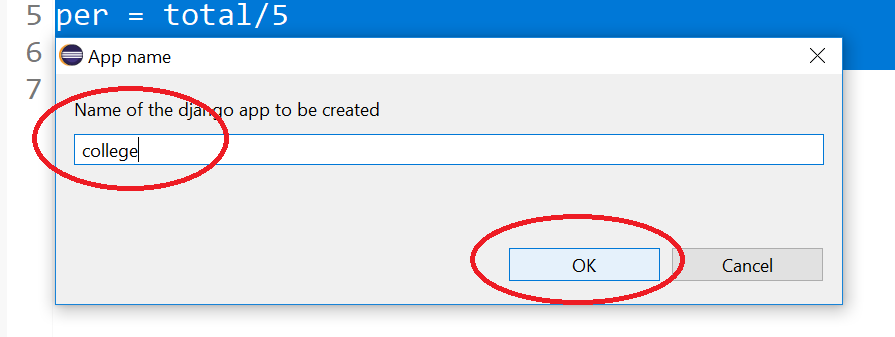 5 per = total/5
6
7
App name
Name of the django app to be created
college
OK Cancel